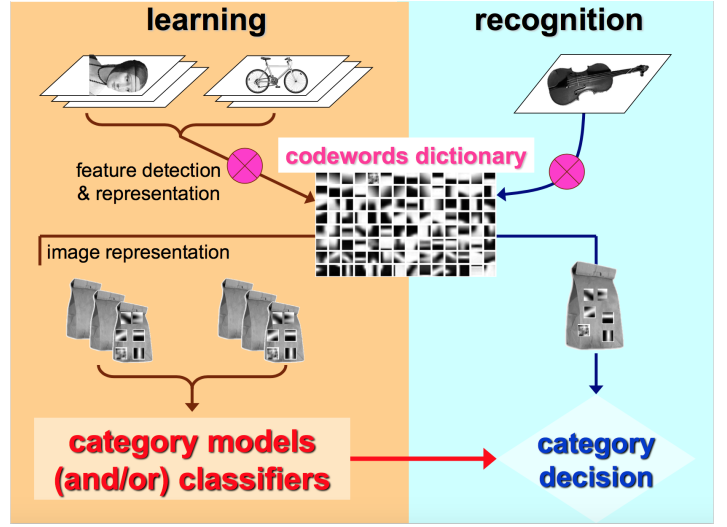 learning
recognition
codewords dictionary
feature detection
& representation
image representation
category models
(and/or) classifiers
category
decision